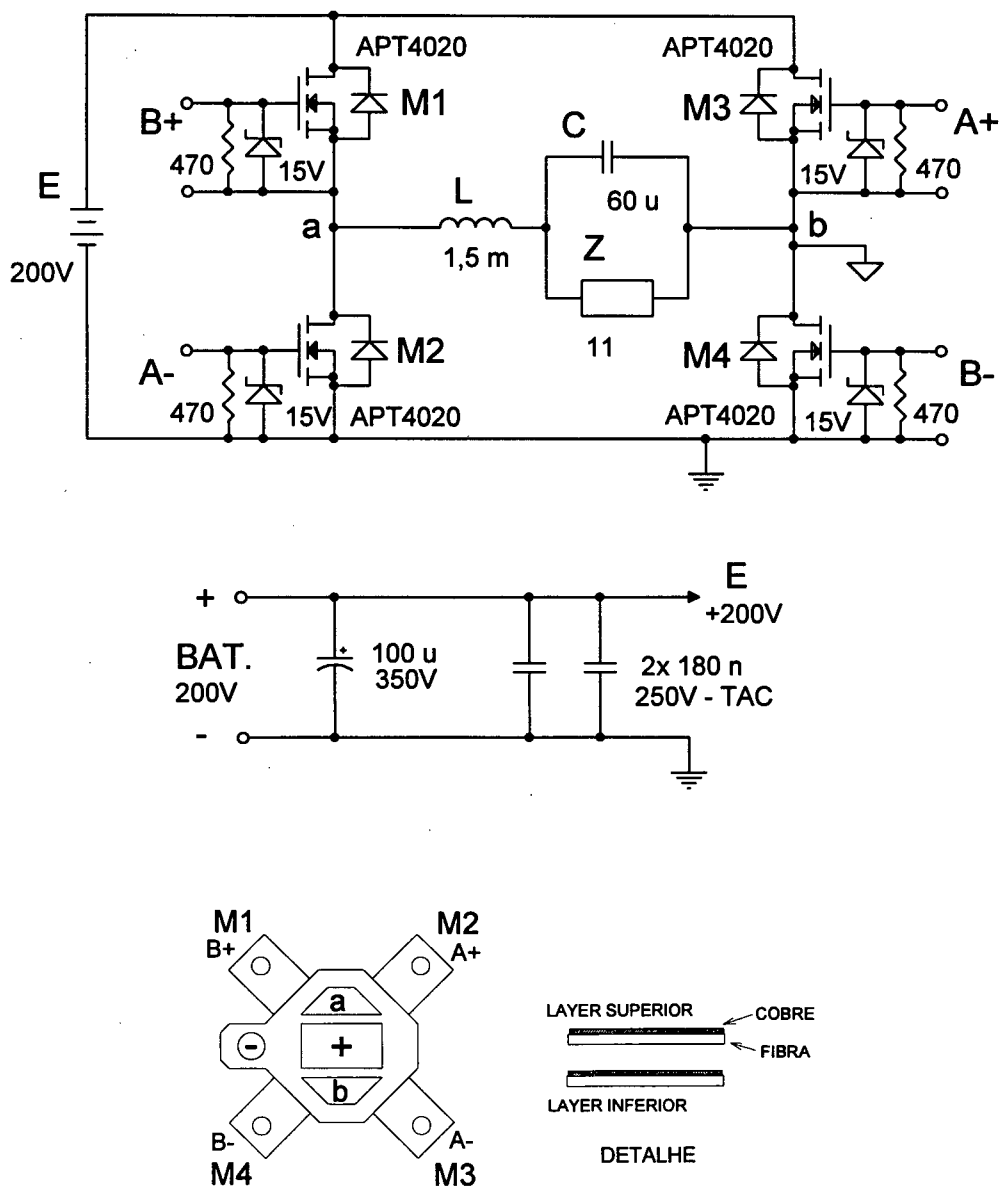 APT4020
APT4020
M1
M3
B+
A+
C
470
15V
15V
470
E
L
60 u
a
b
1,5 m
Z
200V
11
A-
M2
M4
B-
470
15V
APT4020
APT4020
15V
470
+
E
+200V
BAT.
200V
+
100 u
350V
2x 180 n
250V - TAC
-
M1
M2
B+
A+
a
LAYER SUPERIOR
COBRE
-
+
FIBRA
b
LAYER INFERIOR
B-
A-
DETALHE
M4
M3